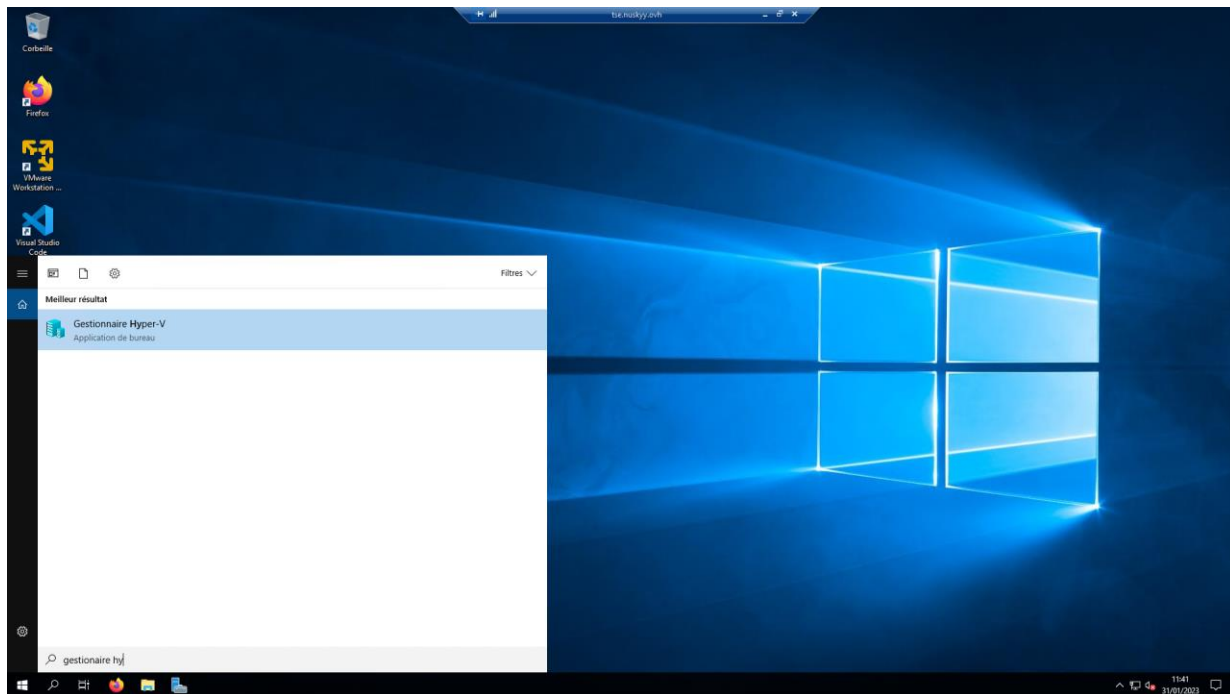 tse.nuskyy.ovh
Corbeille
Firefox
VMware
Workstation ...
Visual Studio
Code
Filtres
Meilleur résultat
Gestionnaire Hyper-V
Application de bureau
gestionaire hy
11:41
31/01/2023